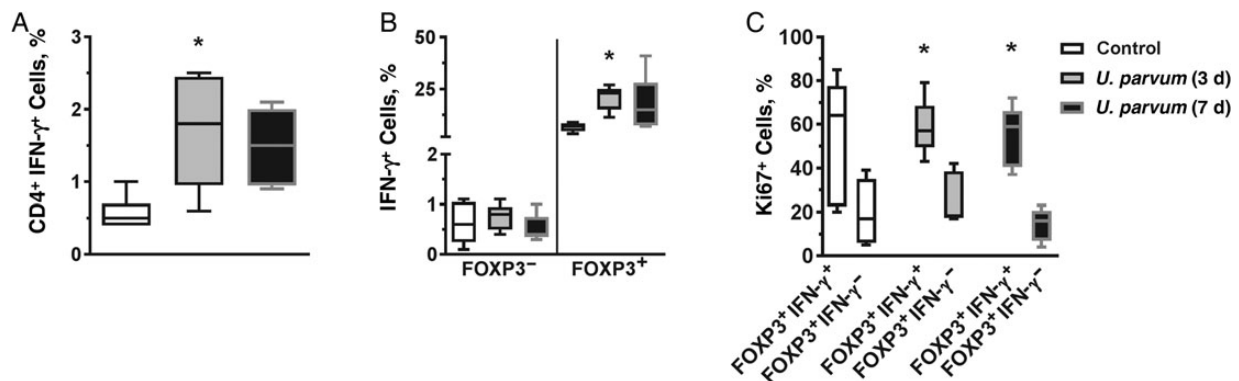 A
CD4⁺ IFN-γ⁺ Cells, %
3
2
1
0
*
B
IFN-γ⁺ Cells, %
50
25
2
1
0
*
FOXP3⁻ FOXP3⁺
C
Ki67⁺ Cells, %
100
80
60
40
20
0
* *
FOXP3⁺ IFN-γ⁺
FOXP3⁺ IFN-γ⁻
FOXP3⁺ IFN-γ⁺
FOXP3⁺ IFN-γ⁻
FOXP3⁺ IFN-γ⁺
FOXP3⁺ IFN-γ⁻
Control
U. parvum (3 d)
U. parvum (7 d)